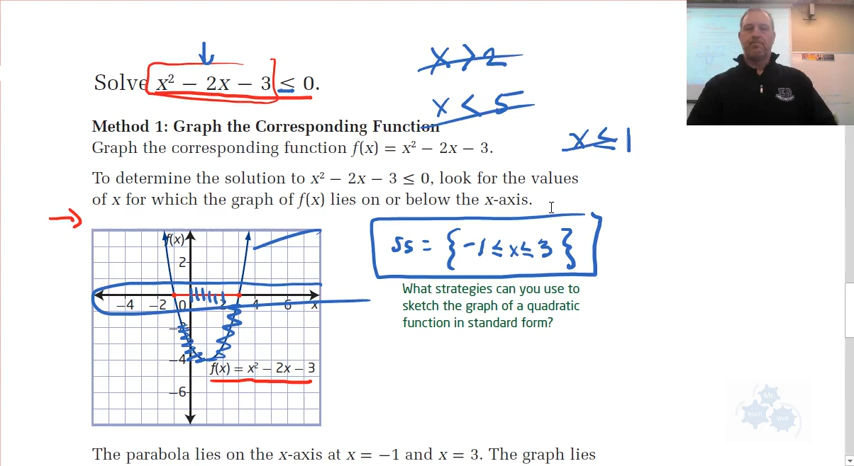 Solve x² − 2x − 3 ≤ 0.
x > 2
x < 5
x ≤ 1
Method 1: Graph the Corresponding Function
Graph the corresponding function f(x) = x² − 2x − 3.
To determine the solution to x² − 2x − 3 ≤ 0, look for the values
of x for which the graph of f(x) lies on or below the x-axis.
SS = { -1 ≤ x ≤ 3 }
What strategies can you use to
sketch the graph of a quadratic
function in standard form?
f(x)
2
−4 −2 0 2 4 6 x
−2
−4
f(x) = x² − 2x − 3
−6
The parabola lies on the x-axis at x = −1 and x = 3. The graph lies